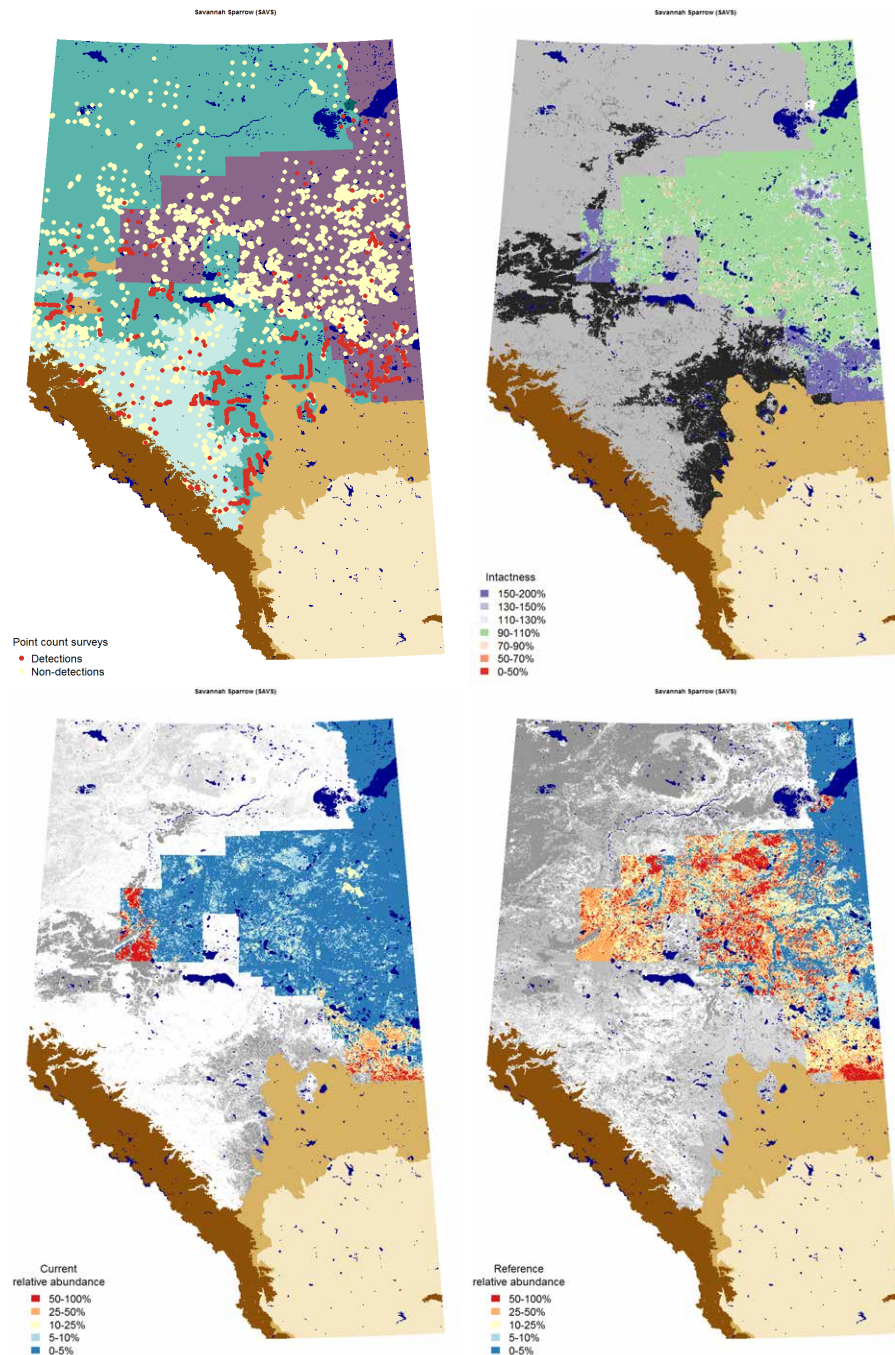 Savannah Sparrow (SAVS)
Point count surveys
Detections
Non-detections
Savannah Sparrow (SAVS)
Intactness
150-200%
130-150%
110-130%
90-110%
70-90%
50-70%
0-50%
Savannah Sparrow (SAVS)
Current
relative abundance
50-100%
25-50%
10-25%
5-10%
0-5%
Savannah Sparrow (SAVS)
Reference
relative abundance
50-100%
25-50%
10-25%
5-10%
0-5%